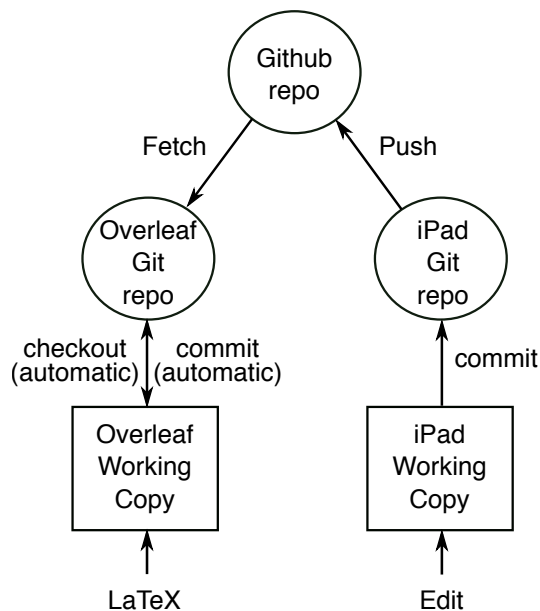 Github
repo
Fetch
Push
Overleaf
Git
repo
iPad
Git
repo
checkout
(automatic)
commit
(automatic)
commit
Overleaf
Working
Copy
iPad
Working
Copy
LaTeX
Edit